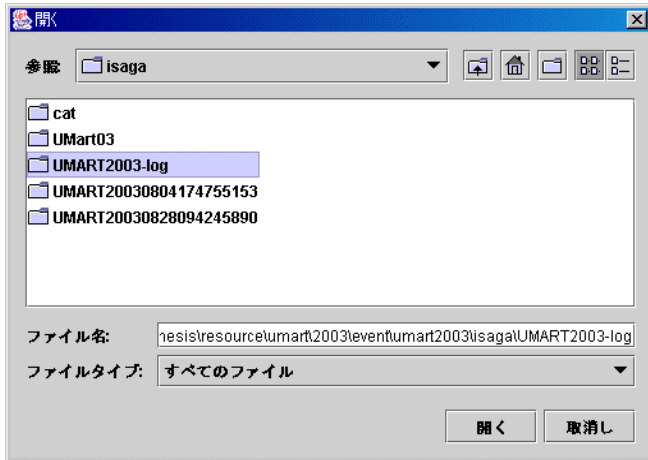 開く
参照: isaga
cat
UMart03
UMART2003-log
UMART20030804174755153
UMART20030828094245890
ファイル名: nesis\resource\umart\2003\event\umart2003\isaga\UMART2003-log
ファイルタイプ: すべてのファイル
開く 取消し